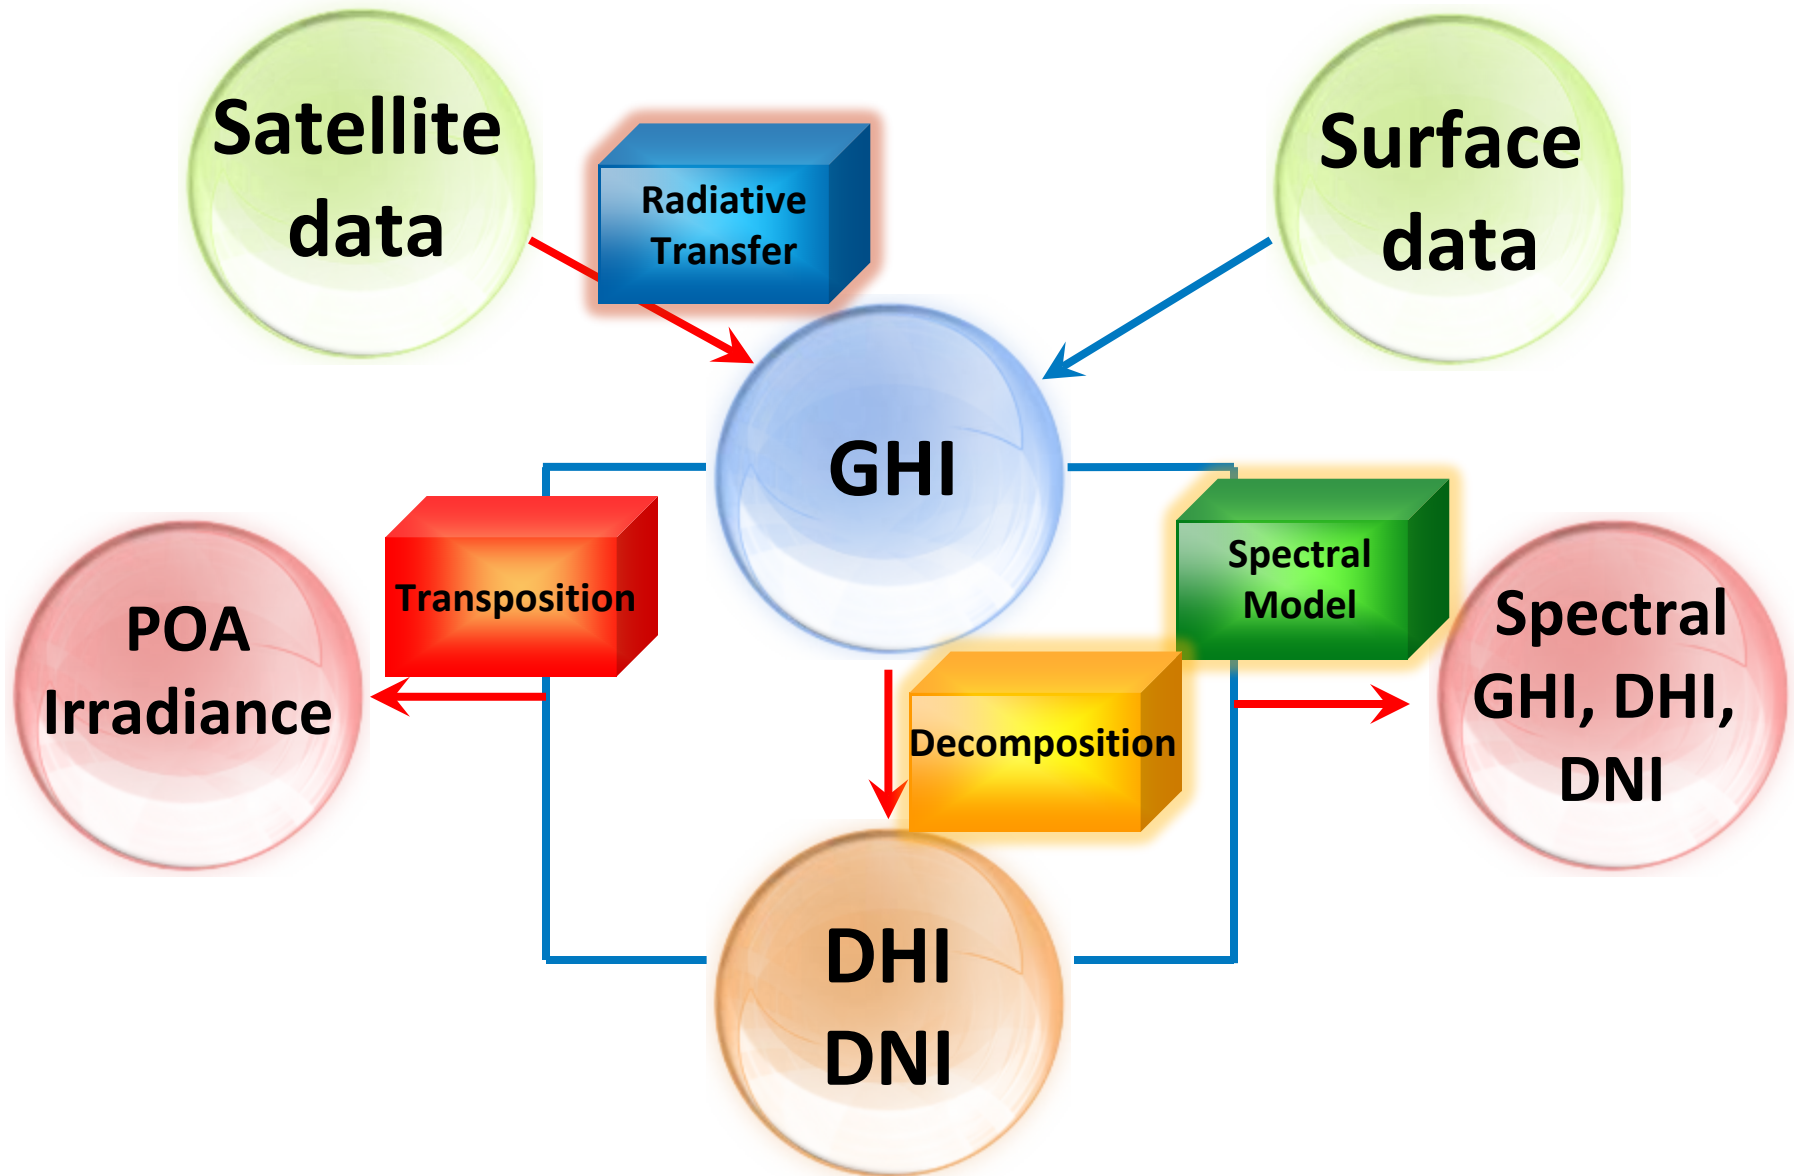 Satellite
data
Radiative
Transfer
Surface
data
GHI
Transposition
Spectral
Model
POA
Irradiance
Decomposition
Spectral
GHI, DHI,
DNI
DHI
DNI